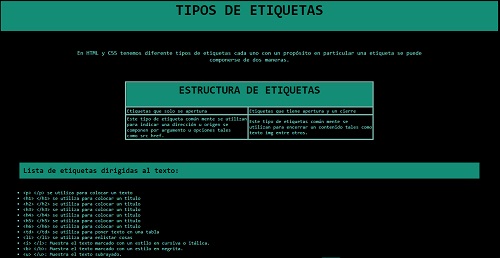 TIPOS DE ETIQUETAS
En HTML y CSS tenemos diferente tipos de etiquetas cada uno con un propósito en particular una etiqueta se puede
componerse de dos maneras.
ESTRUCTURA DE ETIQUETAS
Etiquetas que solo se apertura
Etiquetas que tiene apertura y un cierre
Este tipo de etiqueta común mente se utilizan
para indicar una dirección u origen se
campones por argumento u opciones tales
como src href.
Este tipo de etiquetas común mente se
utilizan para encerrar un contenido tales como
texto img entre otros.
Lista de etiquetas dirigidas al texto:
<p> </p> se utiliza para colocar un texto
<h1> </h1> se utiliza para colocar un título
<h2> </h2> se utiliza para colocar un título
<h3> </h3> se utiliza para colocar un título
<h4> </h4> se utiliza para colocar un título
<h5> </h5> se utiliza para colocar un título
<h6> </h6> se utiliza para colocar un título
<td> </td> se utiliza para poner texto en una tabla
<li> </li> se utiliza para enlistar cosas
<i> </i>: Muestra el texto marcado con un estilo en cursiva o itálica.
<b> </b>: Muestra el texto marcado con un estilo en negrita.
<u> </u>: Muestra el texto subrayado.